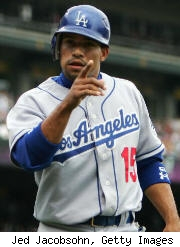 LA
Los Angeles
15
Jed Jacobsohn, Getty Images